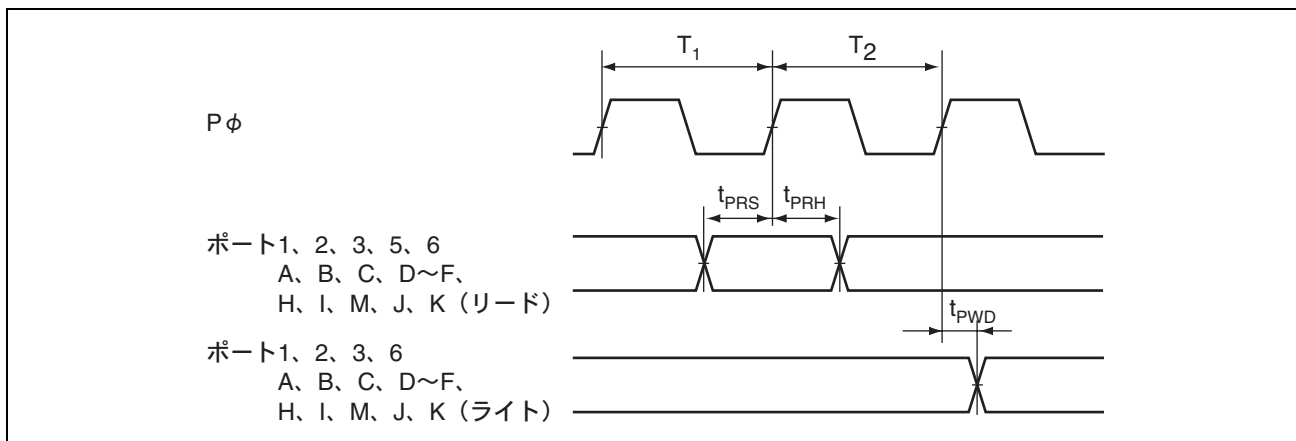 T1 T2
Pφ
tPRS tPRH
ポート1、2、3、5、6
A、B、C、D〜F、
H、I、M、J、K（リード）
tPWD
ポート1、2、3、6
A、B、C、D〜F、
H、I、M、J、K（ライト）